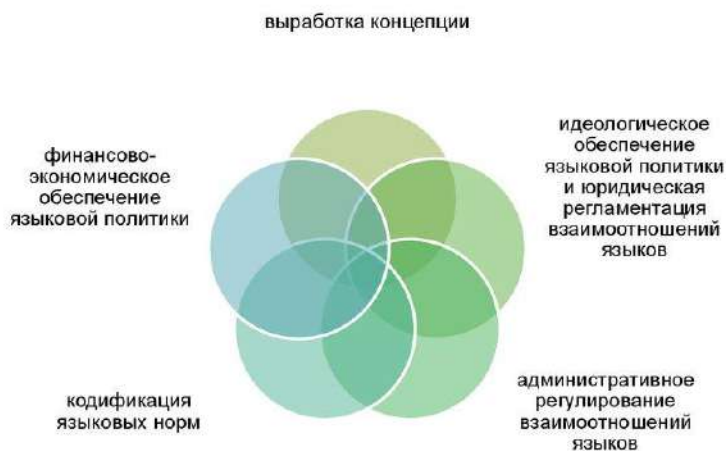 выработка концепции
идеологическое
обеспечение
языковой политики
и юридическая
регламентация
взаимоотношений
языков
административное
регулирование
взаимоотношений
языков
кодификация
языковых норм
финансово-
экономическое
обеспечение
языковой политики